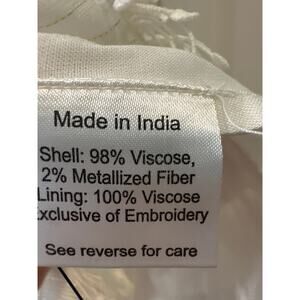 Made in India
Shell: 98% Viscose,
2% Metallized Fiber
Lining: 100% Viscose
Exclusive of Embroidery
See reverse for care